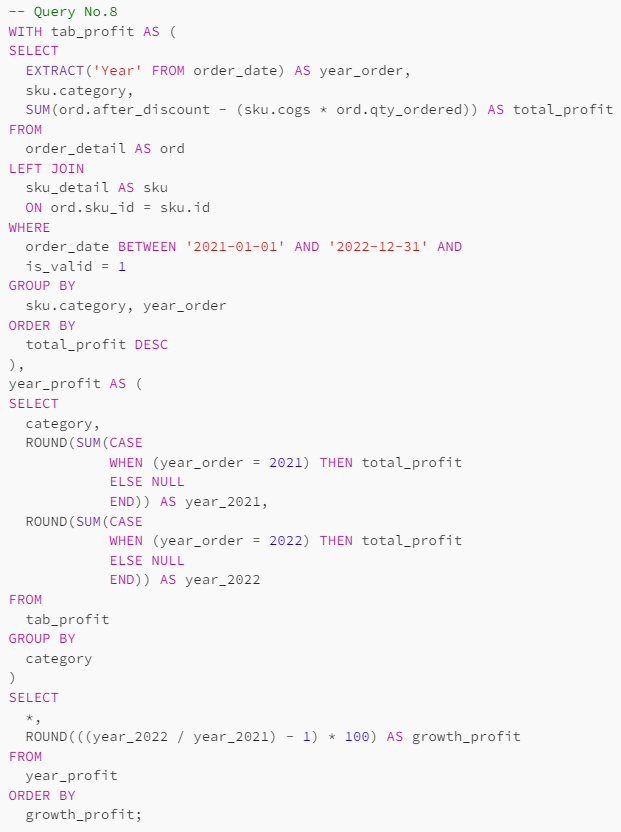 -- Query No.8
WITH tab_profit AS (
SELECT
  EXTRACT('Year' FROM order_date) AS year_order,
  sku.category,
  SUM(ord.after_discount - (sku.cogs * ord.qty_ordered)) AS total_profit
FROM
  order_detail AS ord
LEFT JOIN
  sku_detail AS sku
  ON ord.sku_id = sku.id
WHERE
  order_date BETWEEN '2021-01-01' AND '2022-12-31' AND
  is_valid = 1
GROUP BY
  sku.category, year_order
ORDER BY
  total_profit DESC
),
year_profit AS (
SELECT
  category,
  ROUND(SUM(CASE
            WHEN (year_order = 2021) THEN total_profit
            ELSE NULL
            END)) AS year_2021,
  ROUND(SUM(CASE
            WHEN (year_order = 2022) THEN total_profit
            ELSE NULL
            END)) AS year_2022
FROM
  tab_profit
GROUP BY
  category
)
SELECT
  *,
  ROUND(((year_2022 / year_2021) - 1) * 100) AS growth_profit
FROM
  year_profit
ORDER BY
  growth_profit;